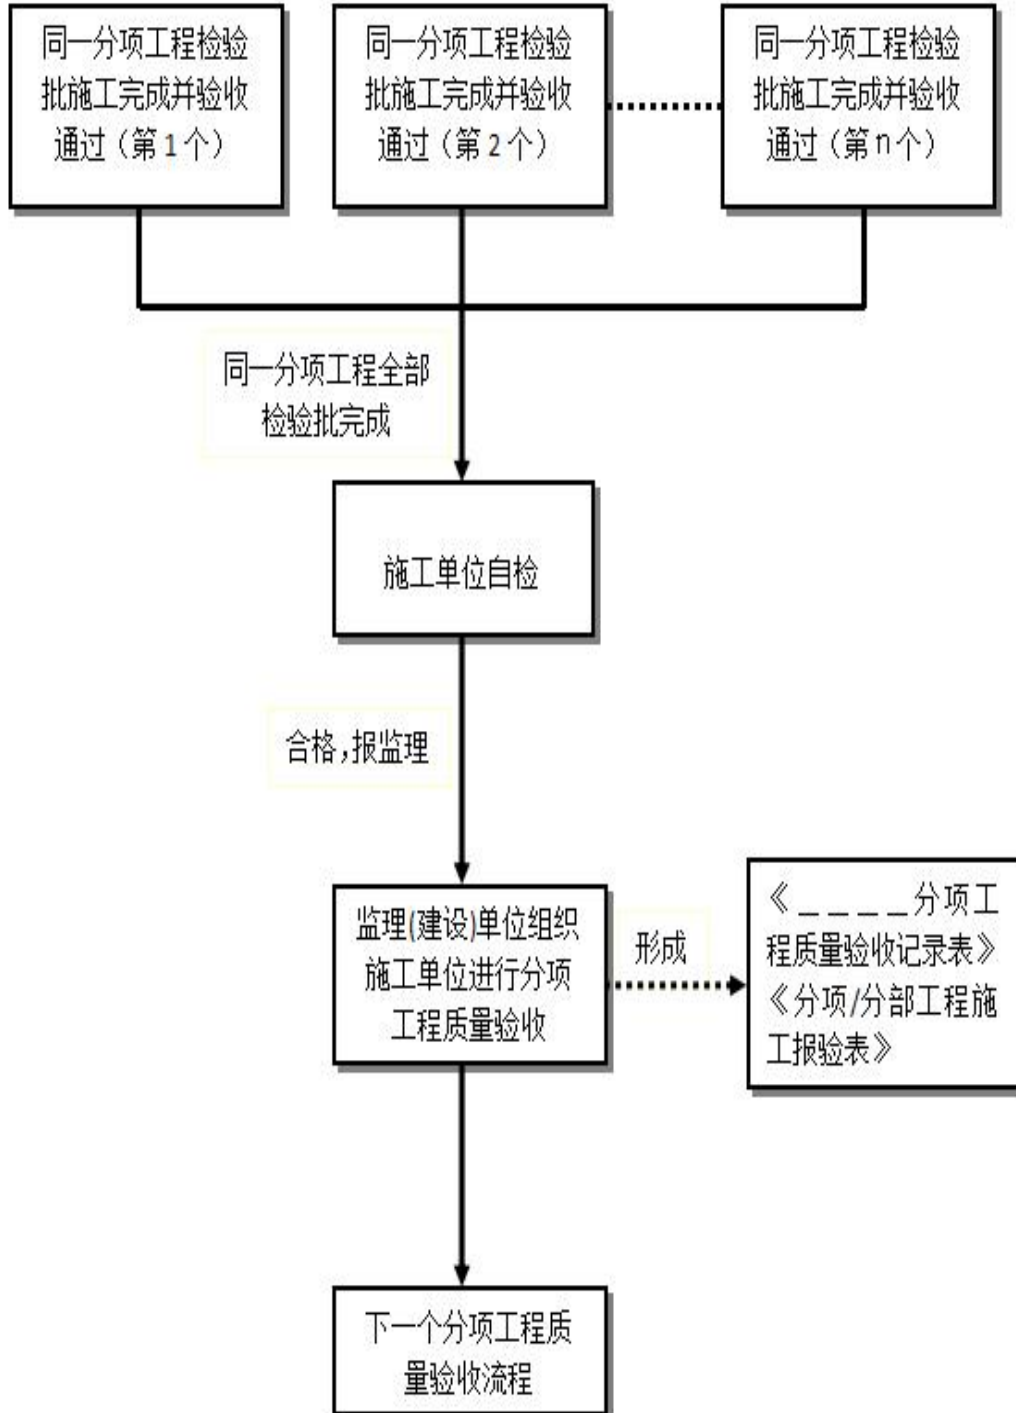 同一分项工程检验
批施工完成并验收
通过（第1个）
同一分项工程检验
批施工完成并验收
通过（第2个）
同一分项工程检验
批施工完成并验收
通过（第n个）
同一分项工程全部
检验批完成
施工单位自检
合格,报监理
监理(建设)单位组织
施工单位进行分项
工程质量验收
形成
《____分项工
程质量验收记录表》
《分项/分部工程施
工报验表》
下一个分项工程质
量验收流程